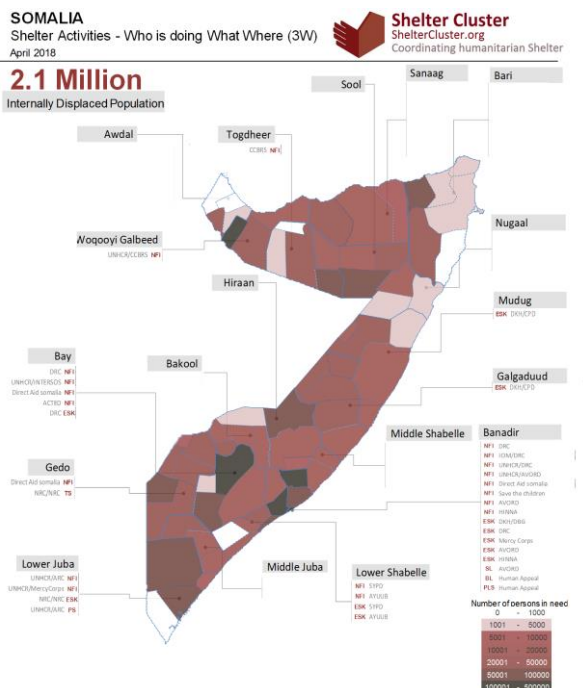 SOMALIA
Shelter Activities - Who is doing What Where (3W)
April 2018
Shelter Cluster
ShelterCluster.org
Coordinating humanitarian Shelter
2.1 Million
Internally Displaced Population
Sool
Sanaag
Bari
Awdal
Togdheer
CCBRS NFI
Woqooyi Galbeed
UNHCR/CCBRS NFI
Nugaal
Hiraan
Mudug
ESK DKH/CPD
Bay
DRC NFI
UNHCR/INTERSOS NFI
Direct Aid somalia NFI
ACTED NFI
DRC ESK
Bakool
Galgaduud
ESK DKH/CPD
Middle Shabelle
Banadir
NFI DRC
NFI IOM/DRC
NFI UNHCR/DRC
NFI UNHCR/AVORD
NFI Direct Aid somalia
NFI Save the children
NFI AVORD
NFI HINNA
ESK DKH/DBG
ESK DRC
ESK Mercy Corps
ESK AVORD
ESK HINNA
SL AVORD
BL Human Appeal
PLS Human Appeal
Gedo
Direct Aid somalia NFI
NRC/NRC TS
Lower Juba
UNHCR/ARC NFI
UNHCR/MercyCorps NFI
NRC/NRC ESK
UNHCR/ARC PS
Middle Juba
Lower Shabelle
NFI SYPD
NFI AYUUB
ESK SYPD
ESK AYUUB
Number of persons in need
0 - 1000
1001 - 5000
5001 - 10000
10001 - 20000
20001 - 50000
50001 100000
100001 - 500000